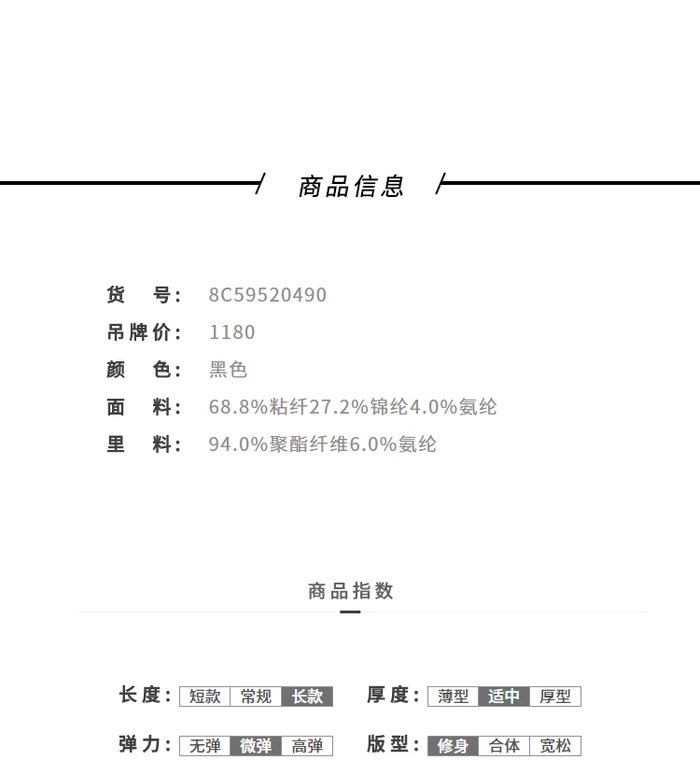 商品信息
货 号: 8C59520490
吊牌价: 1180
颜 色: 黑色
面 料: 68.8%粘纤27.2%锦纶4.0%氨纶
里 料: 94.0%聚酯纤维6.0%氨纶
商品指数
长度: 短款 常规 长款 厚度: 薄型 适中 厚型
弹力: 无弹 微弹 高弹 版型: 修身 合体 宽松